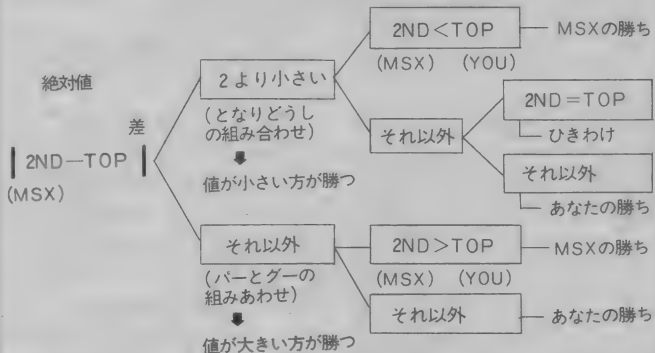 絶対値
差
| 2ND—TOP |
(MSX)
2より小さい
(となりどうし
の組み合わせ)
値が小さい方が勝つ
2ND<TOP
(MSX) (YOU)
MSXの勝ち
それ以外
2ND=TOP
ひきわけ
それ以外
あなたの勝ち
それ以外
(パーとグーの
組みあわせ)
値が大きい方が勝つ
2ND>TOP
(MSX) (YOU)
MSXの勝ち
それ以外
あなたの勝ち